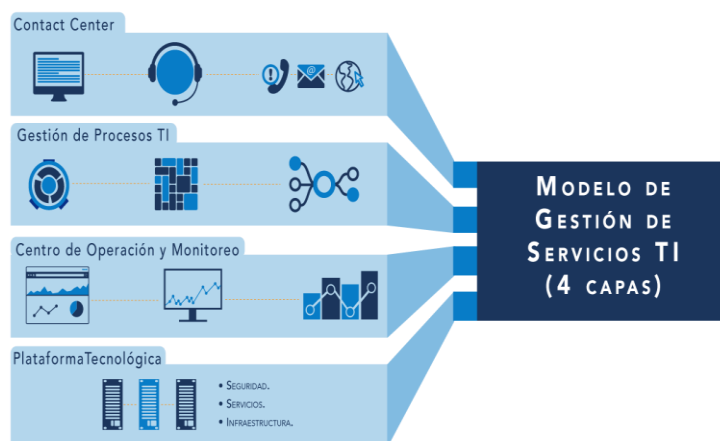 Contact Center
Gestión de Procesos TI
Centro de Operación y Monitoreo
PlataformaTecnológica
• Seguridad.
• Servicios.
• Infraestructura.
Modelo de
Gestión de
Servicios TI
(4 capas)